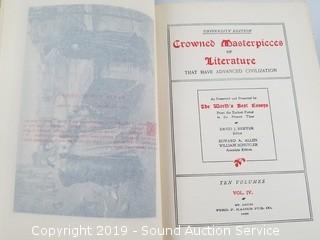 UNIVERSITY EDITION
Crowned Masterpieces
OF
Literature
THAT HAVE ADVANCED CIVILIZATION
As Preserved and Presented by
The World's Best Essays
From the Earliest Period
to the Present Time
DAVID J. BREWER
Editor
EDWARD A. ALLEN
WILLIAM SCHUYLER
Associate Editors
TEN VOLUMES
VOL. IV.
ST. LOUIS
FERD. P. KAISER PUB. CO.
Copyright 2019 - Sound Auction Service